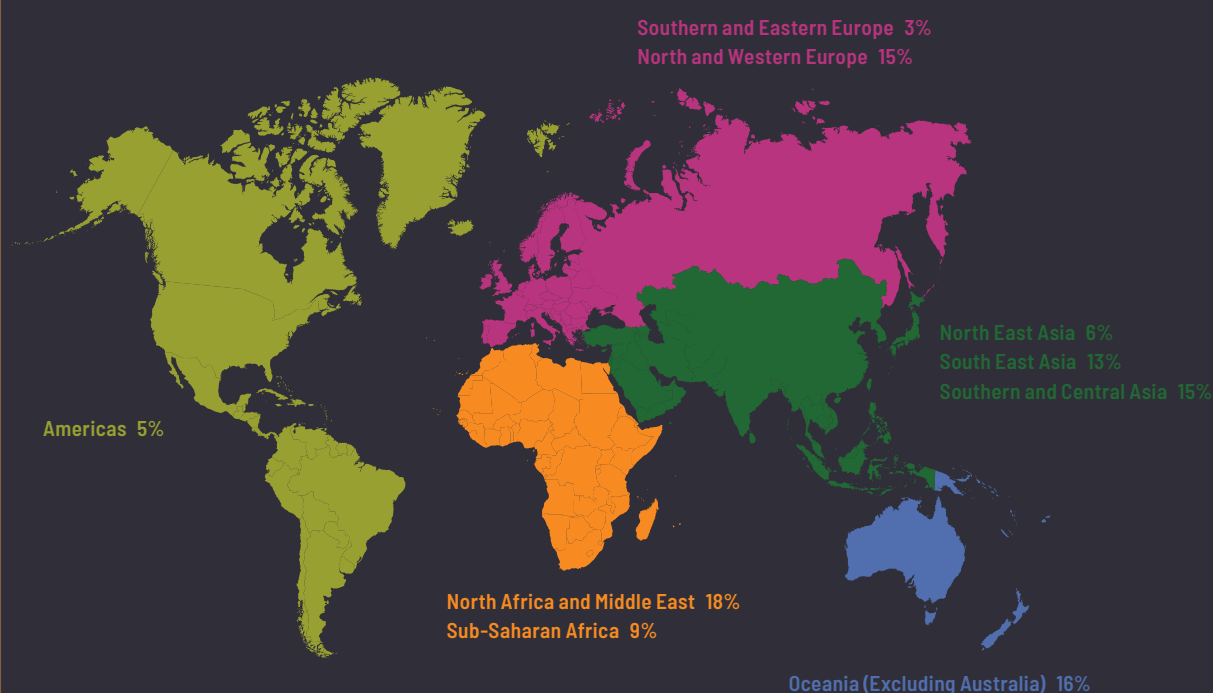 Southern and Eastern Europe 3%
North and Western Europe 15%
North East Asia 6%
South East Asia 13%
Southern and Central Asia 15%
Americas 5%
North Africa and Middle East 18%
Sub-Saharan Africa 9%
Oceania (Excluding Australia) 16%